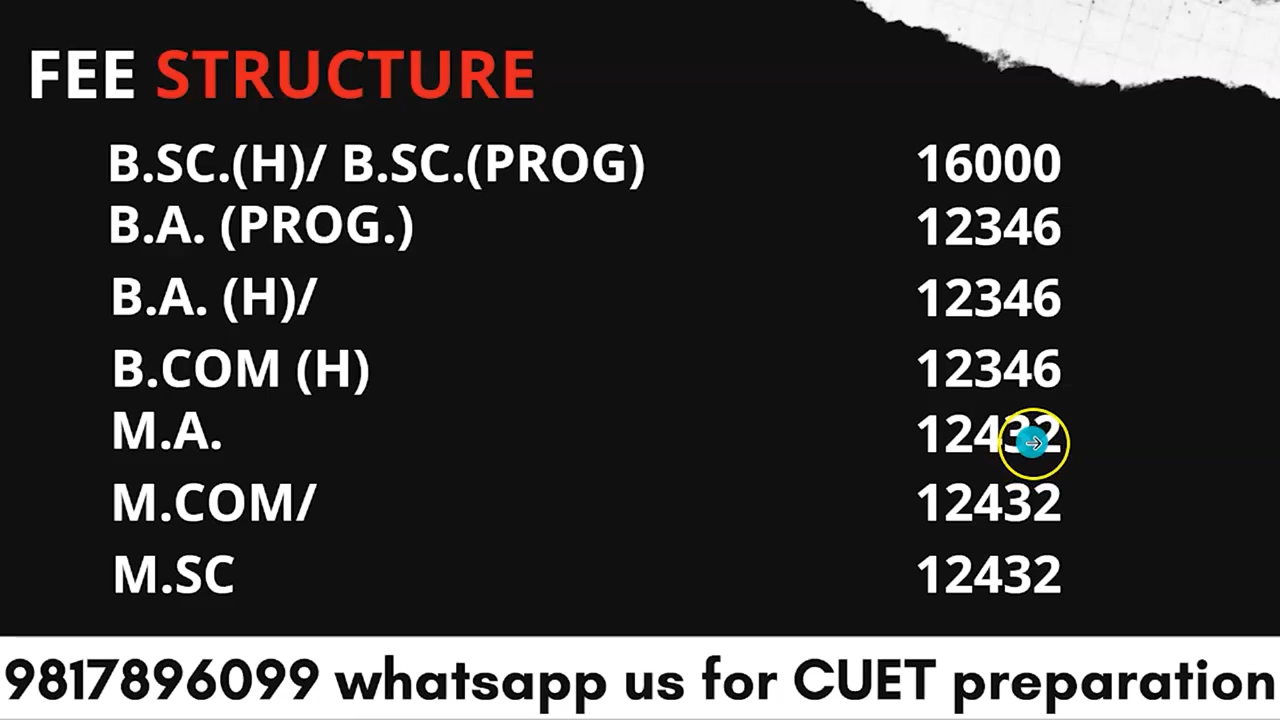 FEE STRUCTURE
B.SC.(H)/ B.SC.(PROG) 16000
B.A. (PROG.) 12346
B.A. (H)/ 12346
B.COM (H) 12346
M.A. 12432
M.COM/ 12432
M.SC 12432
9817896099 whatsapp us for CUET preparation